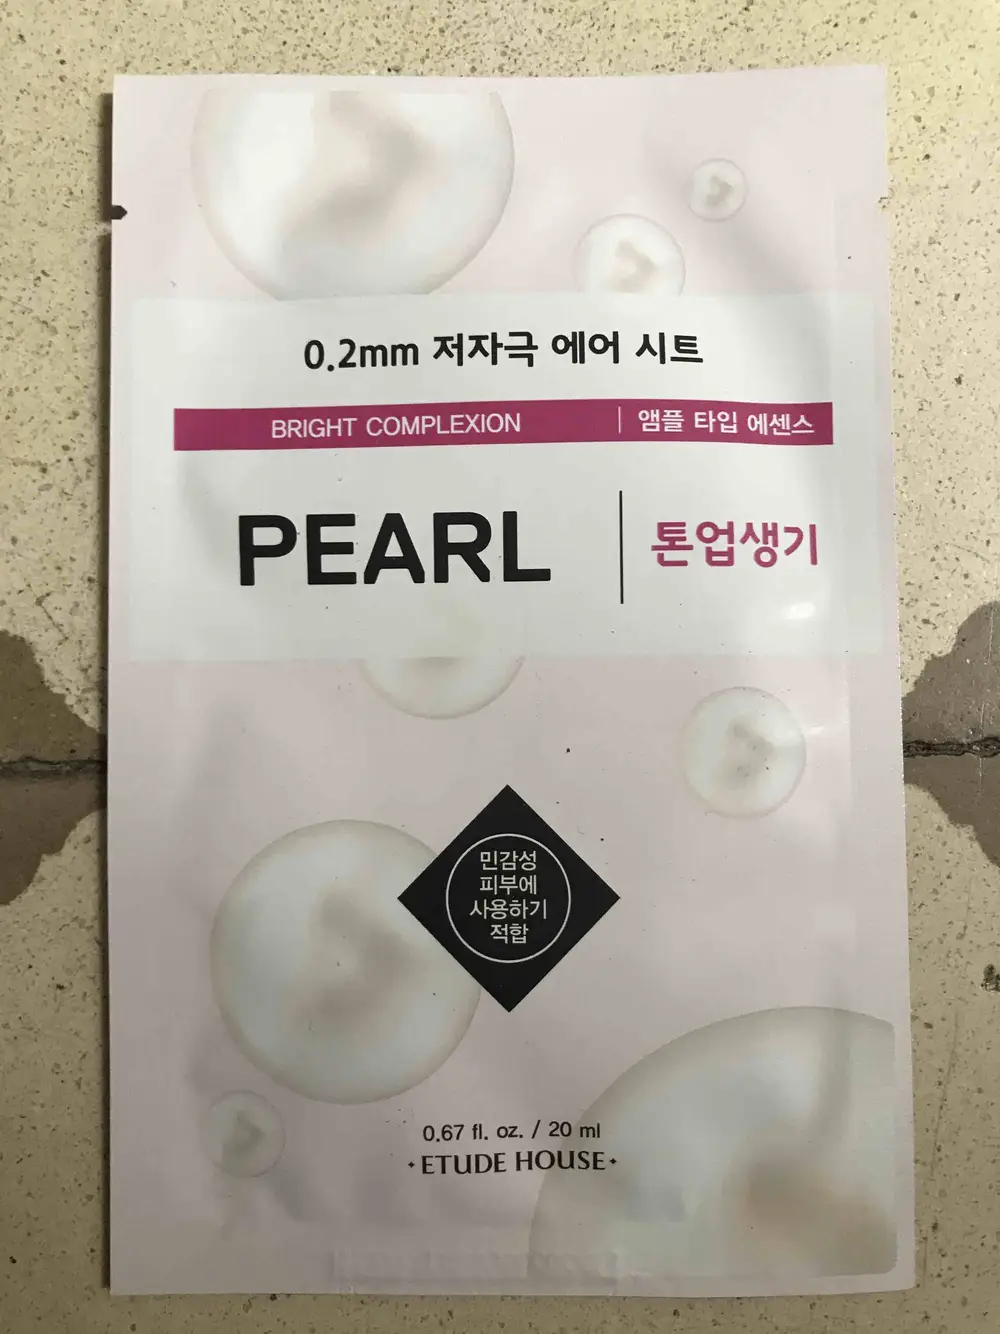 0.2mm 저자극 에어 시트
BRIGHT COMPLEXION | 앰플 타입 에센스
PEARL | 톤업생기
민감성
피부에
사용하기
적합
0.67 fl. oz. / 20 ml
ETUDE HOUSE